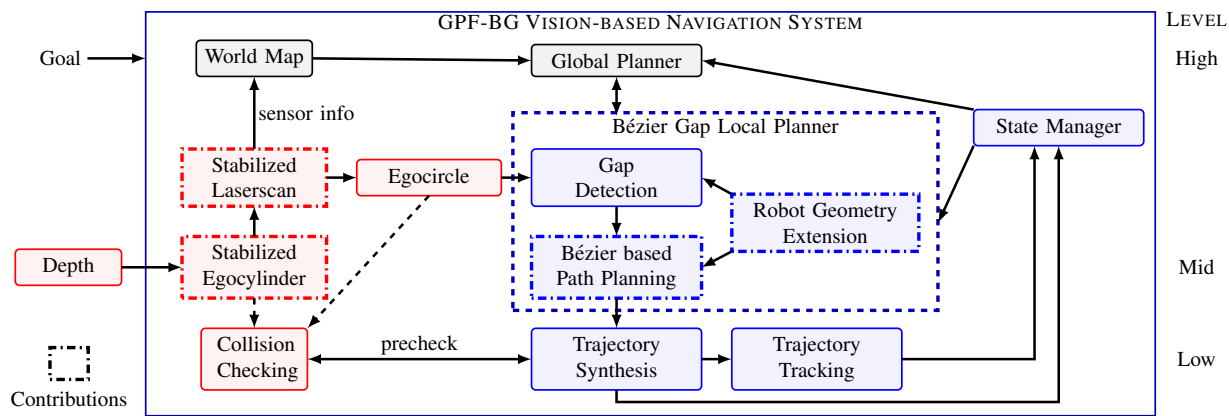 GPF-BG VISION-BASED NAVIGATION SYSTEM
LEVEL
Goal
World Map
Global Planner
High
sensor info
Bézier Gap Local Planner
State Manager
Stabilized
Laserscan
Egocircle
Gap
Detection
Robot Geometry
Extension
Depth
Stabilized
Egocylinder
Bézier based
Path Planning
Mid
Collision
Checking
precheck
Trajectory
Synthesis
Trajectory
Tracking
Low
Contributions